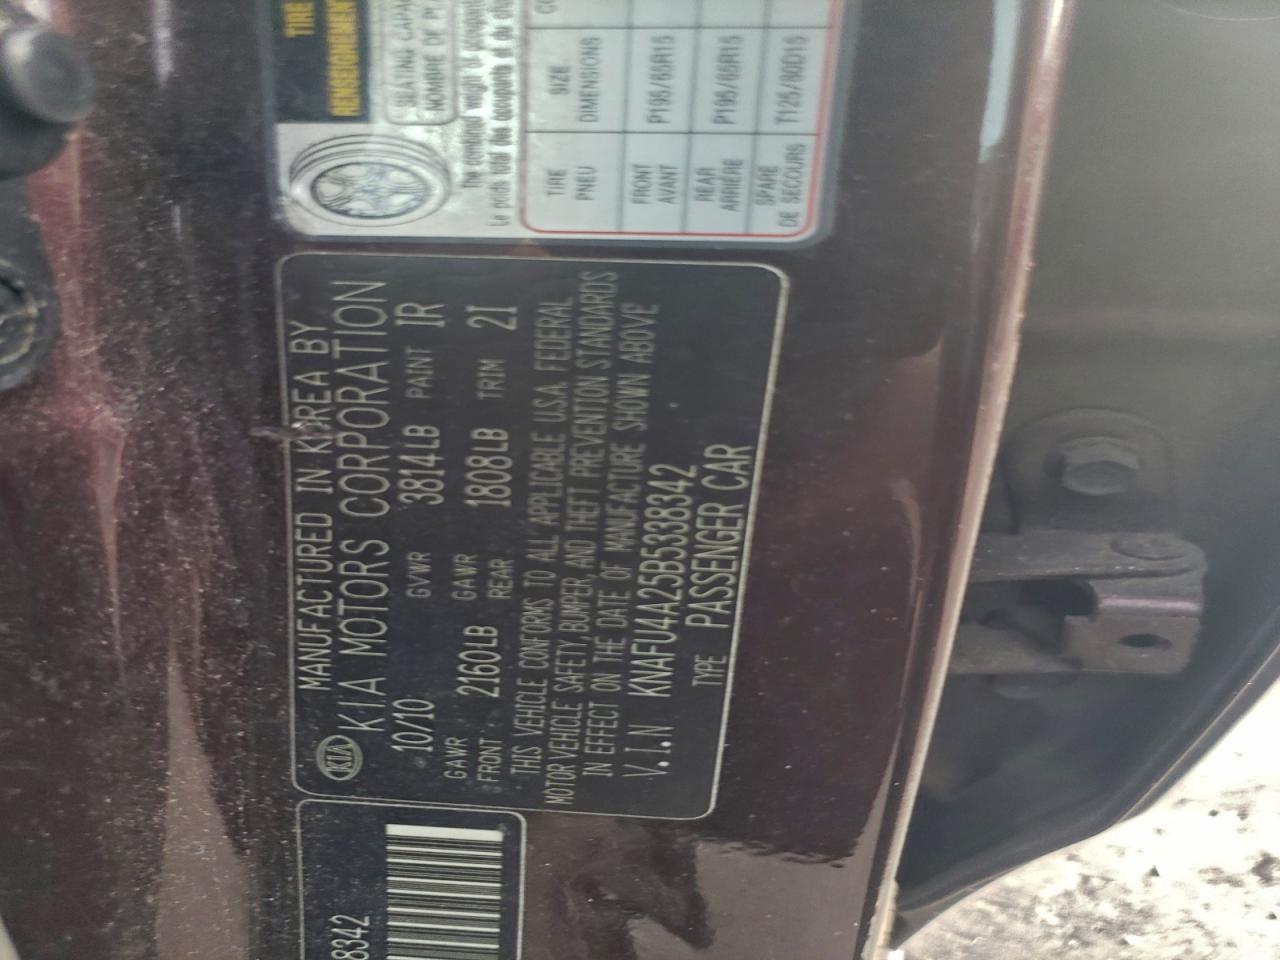 TIRE
RENSEIGNEMENT
SEATING CAPA
NOMBRE DE PLA
The combined weight of occupants
Le poids total des occupants et du
TIRE SIZE
PNEU DIMENSIONS
FRONT P195/65R15
AVANT
REAR P195/65R15
ARRIÈRE
SPARE T125/80D15
DE SECOURS
KIA
MANUFACTURED IN KOREA BY
KIA MOTORS CORPORATION
10/10 GVWR 3814LB PAINT IR
GAWR FRONT 2160LB GAWR REAR 1808LB TRIM 2I
THIS VEHICLE CONFORMS TO ALL APPLICABLE U.S.A. FEDERAL
MOTOR VEHICLE SAFETY, BUMPER, AND THEFT PREVENTION STANDARDS
IN EFFECT ON THE DATE OF MANUFACTURE SHOWN ABOVE
V.I.N KNAFU4A25B5338342
TYPE PASSENGER CAR
8342